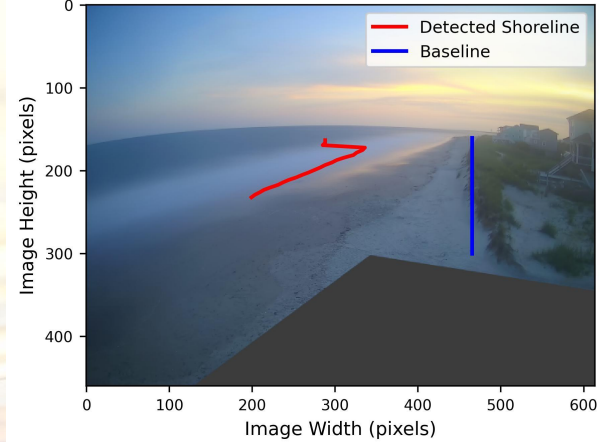 0
100
200
300
400
Image Height (pixels)
Detected Shoreline
Baseline
0 100 200 300 400 500 600
Image Width (pixels)